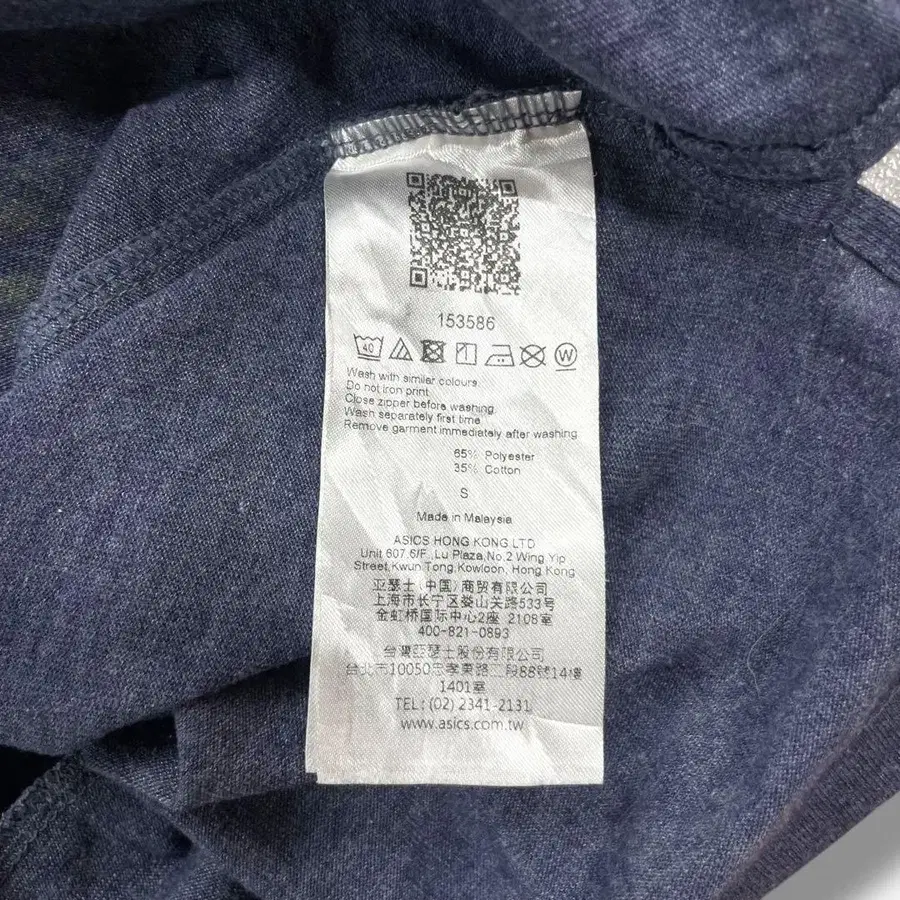 153586
40
W
Wash with similar colours.
Do not iron print
Close zipper before washing.
Wash separately first time
Remove garment immediately after washing
65% Polyester
35% Cotton
S
Made in Malaysia
ASICS HONG KONG LTD
Unit 607.6/F.,Lu Plaza,No.2 Wing Yip
Street,Kwun Tong,Kowloon, Hong Kong
亚瑟士 (中国) 商贸有限公司
上海市长宁区娄山关路533号
金虹桥国际中心2座 2106室
400-821-0893
台灣亞瑟士股份有限公司
台北市10050忠孝東路二段88號14樓
1401室
TEL: (02) 2341-2131
www.asics.com.tw